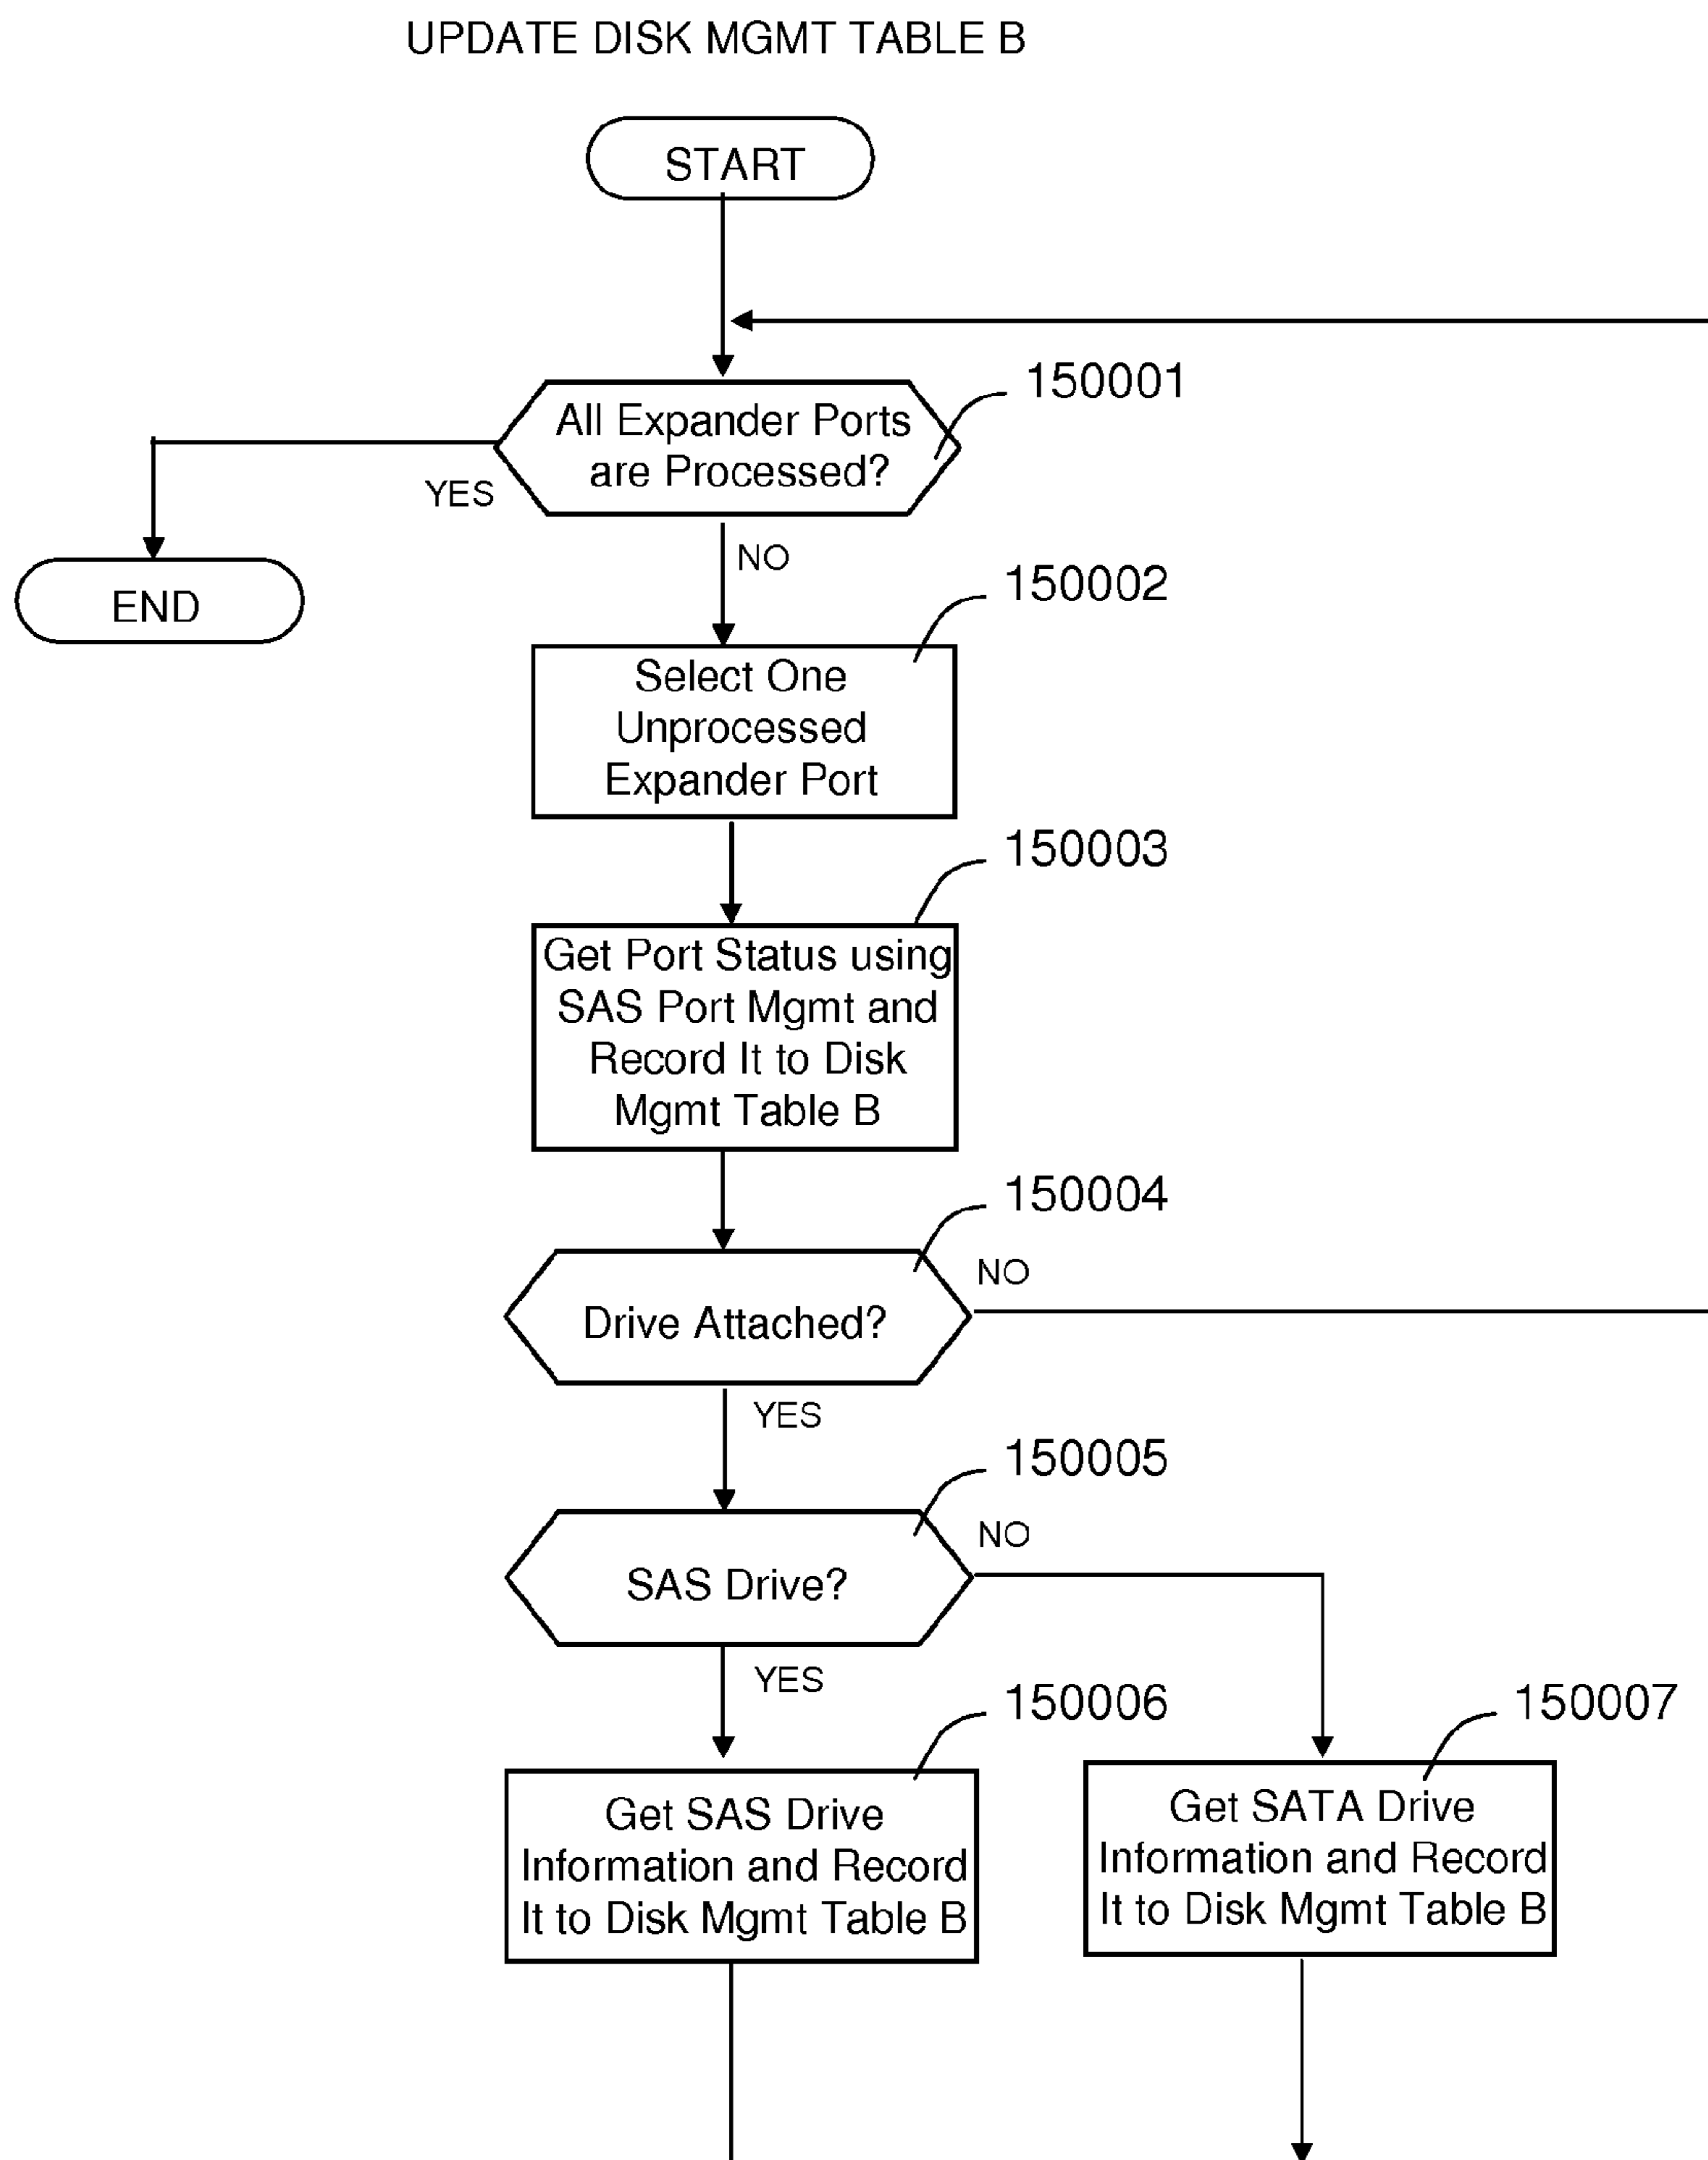 UPDATE DISK MGMT TABLE B
START
150001
All Expander Ports
are Processed?
YES
NO
END
150002
Select One
Unprocessed
Expander Port
150003
Get Port Status using
SAS Port Mgmt and
Record It to Disk
Mgmt Table B
150004
NO
Drive Attached?
YES
150005
NO
SAS Drive?
YES
150006
150007
Get SAS Drive
Information and Record
It to Disk Mgmt Table B
Get SATA Drive
Information and Record
It to Disk Mgmt Table B